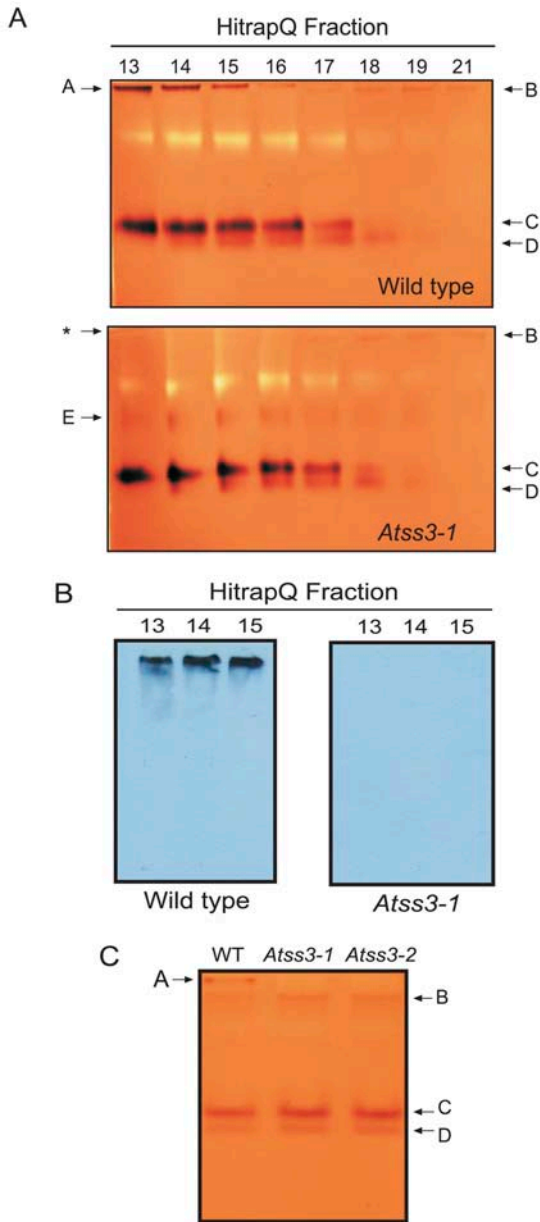 A
HitrapQ Fraction
13 14 15 16 17 18 19 21
A
B
C
D
Wild type
*
B
E
C
D
Atss3-1
B
HitrapQ Fraction
13 14 15
13 14 15
Wild type
Atss3-1
C
WT Atss3-1 Atss3-2
A
B
C
D